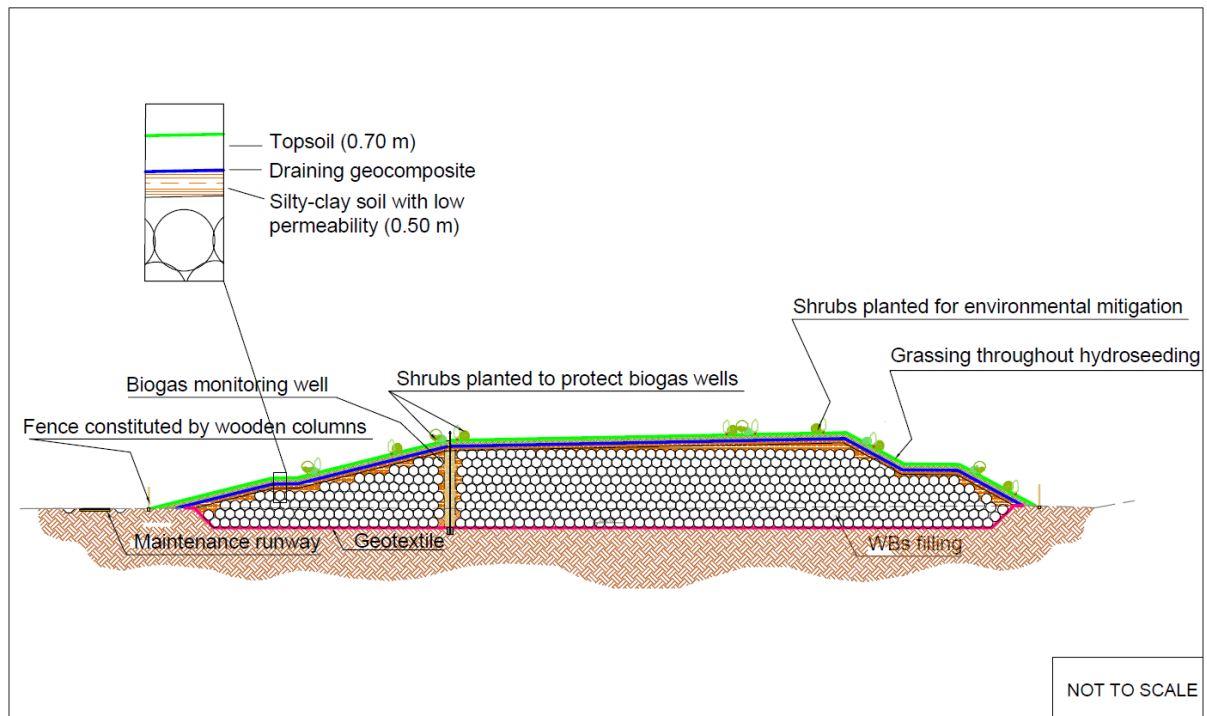 Topsoil (0.70 m)
Draining geocomposite
Silty-clay soil with low
permeability (0.50 m)
Shrubs planted for environmental mitigation
Grassing throughout hydroseeding
Biogas monitoring well
Shrubs planted to protect biogas wells
Fence constituted by wooden columns
Maintenance runway
Geotextile
WBs filling
NOT TO SCALE